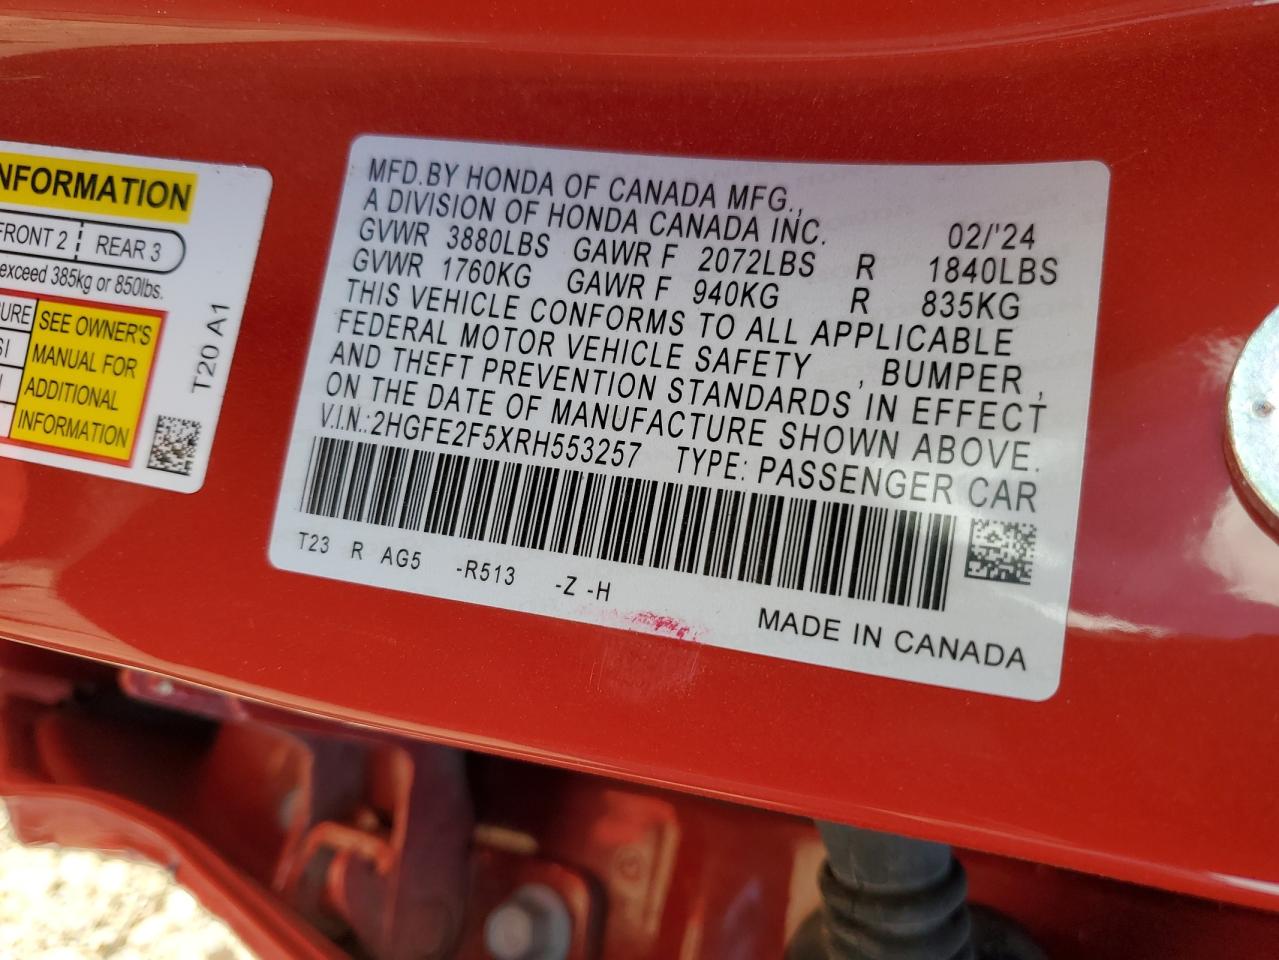 NFORMATION
FRONT 2 REAR 3
exceed 385kg or 850lbs.
SEE OWNER'S
MANUAL FOR
ADDITIONAL
INFORMATION
T20 A1
MFD.BY HONDA OF CANADA MFG.,
A DIVISION OF HONDA CANADA INC. 02/'24
GVWR 3880LBS GAWR F 2072LBS R 1840LBS
GVWR 1760KG GAWR F 940KG R 835KG
THIS VEHICLE CONFORMS TO ALL APPLICABLE
FEDERAL MOTOR VEHICLE SAFETY , BUMPER ,
AND THEFT PREVENTION STANDARDS IN EFFECT
ON THE DATE OF MANUFACTURE SHOWN ABOVE.
V.I.N.:2HGFE2F5XRH553257 TYPE: PASSENGER CAR
T23 R AG5 -R513 -Z -H
MADE IN CANADA